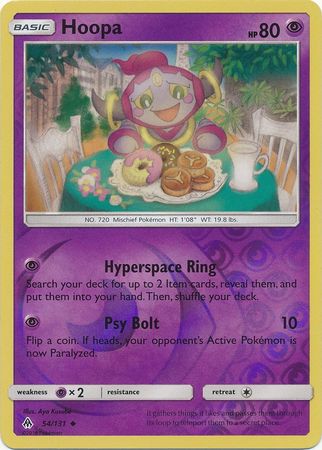 BASIC Hoopa HP 80
NO. 720 Mischief Pokémon HT: 1'08" WT: 19.8 lbs.
Hyperspace Ring
Search your deck for up to 2 Item cards, reveal them, and
put them into your hand. Then, shuffle your deck.
Psy Bolt 10
Flip a coin. If heads, your opponent's Active Pokémon is
now Paralyzed.
weakness × 2 resistance retreat
Illus. Aya Kusube
54/131
It gathers things it likes and passes them through
its loop to teleport them to a secret place.